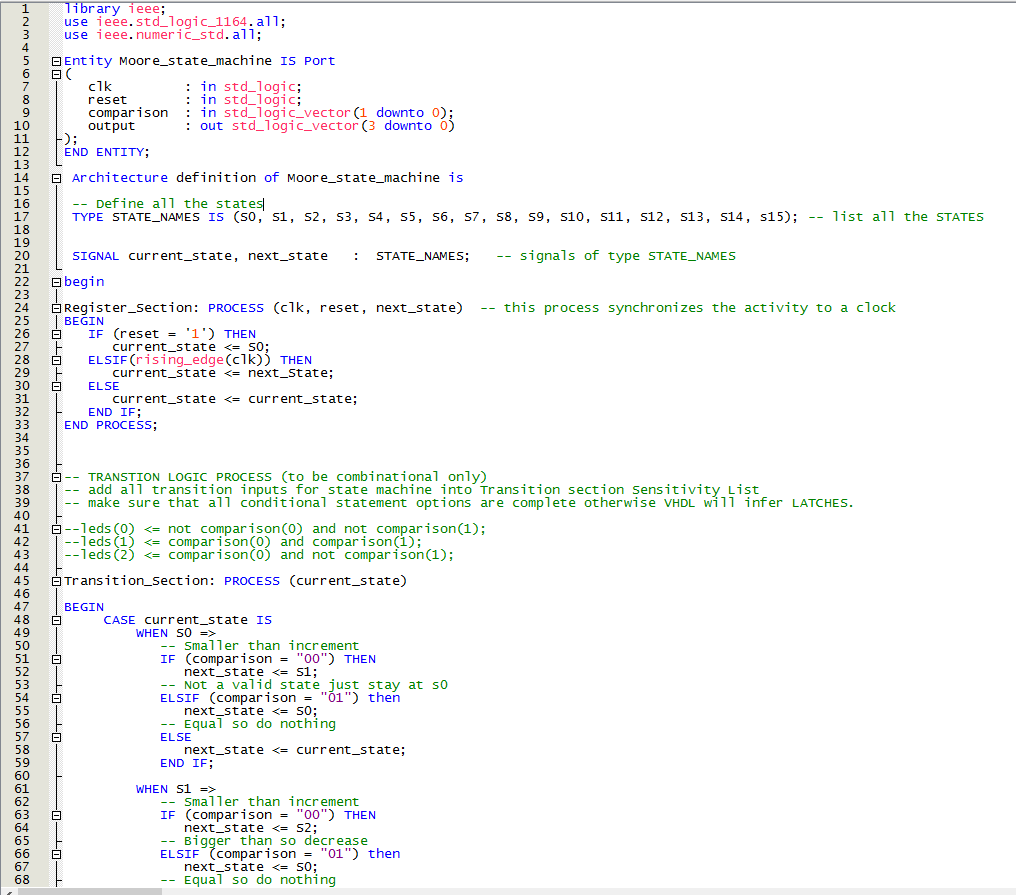 1 library ieee;
2 use ieee.std_logic_1164.all;
3 use ieee.numeric_std.all;
4
5 Entity Moore_state_machine IS Port
6 (
7 clk : in std_logic;
8 reset : in std_logic;
9 comparison : in std_logic_vector(1 downto 0);
10 output : out std_logic_vector(3 downto 0)
11 );
12 END ENTITY;
13
14 Architecture definition of Moore_state_machine is
15
16 -- Define all the states
17 TYPE STATE_NAMES IS (S0, S1, S2, S3, S4, S5, S6, S7, S8, S9, S10, S11, S12, S13, S14, s15); -- list all the STATES
18
19
20 SIGNAL current_state, next_state : STATE_NAMES; -- signals of type STATE_NAMES
21
22 begin
23
24 Register_Section: PROCESS (clk, reset, next_state) -- this process synchronizes the activity to a clock
25 BEGIN
26 IF (reset = '1') THEN
27 current_state <= S0;
28 ELSIF(rising_edge(clk)) THEN
29 current_state <= next_State;
30 ELSE
31 current_state <= current_state;
32 END IF;
33 END PROCESS;
34
35
36
37 -- TRANSTION LOGIC PROCESS (to be combinational only)
38 -- add all transition inputs for state machine into Transition section Sensitivity List
39 -- make sure that all conditional statement options are complete otherwise VHDL will infer LATCHES.
40
41 --leds(0) <= not comparison(0) and not comparison(1);
42 --leds(1) <= comparison(0) and comparison(1);
43 --leds(2) <= comparison(0) and not comparison(1);
44
45 Transition_Section: PROCESS (current_state)
46
47 BEGIN
48 CASE current_state IS
49 WHEN S0 =>
50 -- Smaller than increment
51 IF (comparison = "00") THEN
52 next_state <= S1;
53 -- Not a valid state just stay at s0
54 ELSIF (comparison = "01") then
55 next_state <= S0;
56 -- Equal so do nothing
57 ELSE
58 next_state <= current_state;
59 END IF;
60
61 WHEN S1 =>
62 -- Smaller than increment
63 IF (comparison = "00") THEN
64 next_state <= S2;
65 -- Bigger than so decrease
66 ELSIF (comparison = "01") then
67 next_state <= S0;
68 -- Equal so do nothing